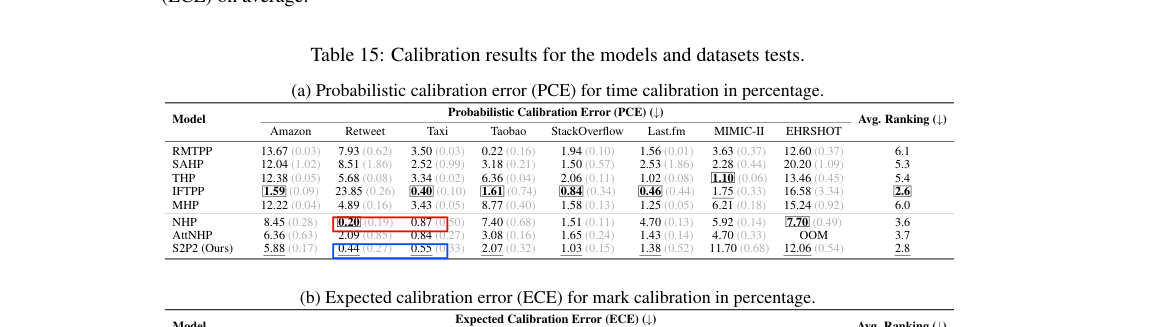 (ECE) on average.
Table 15: Calibration results for the models and datasets tests.
(a) Probabilistic calibration error (PCE) for time calibration in percentage.
Model Probabilistic Calibration Error (PCE) (↓) Avg. Ranking (↓)
Amazon Retweet Taxi Taobao StackOverflow Last.fm MIMIC-II EHRSHOT
RMTPP 13.67 (0.03) 7.93 (0.62) 3.50 (0.03) 0.22 (0.16) 1.94 (0.10) 1.56 (0.01) 3.63 (0.37) 12.60 (0.37) 6.1
SAHP 12.04 (1.02) 8.51 (1.86) 2.52 (0.99) 3.18 (0.21) 1.50 (0.57) 2.53 (1.86) 2.28 (0.44) 20.20 (1.09) 5.3
THP 12.38 (0.05) 5.68 (0.08) 3.34 (0.02) 6.36 (0.04) 2.06 (0.11) 1.02 (0.08) 1.10 (0.06) 13.46 (0.45) 5.4
IFTPP 1.59 (0.09) 23.85 (0.26) 0.40 (0.10) 1.61 (0.74) 0.84 (0.34) 0.46 (0.44) 1.75 (0.33) 16.58 (3.34) 2.6
MHP 12.22 (0.04) 4.89 (0.16) 3.43 (0.05) 8.77 (0.40) 1.58 (0.13) 1.25 (0.05) 6.21 (0.18) 15.24 (0.92) 6.0
NHP 8.45 (0.28) 0.20 (0.19) 0.87 (0.50) 7.40 (0.68) 1.51 (0.11) 4.70 (0.13) 5.92 (0.14) 7.70 (0.49) 3.6
AttNHP 6.36 (0.63) 2.09 (0.85) 0.84 (0.27) 3.08 (0.16) 1.65 (0.24) 1.43 (0.14) 4.70 (0.33) OOM 3.7
S2P2 (Ours) 5.88 (0.17) 0.44 (0.27) 0.55 (0.33) 2.07 (0.32) 1.03 (0.15) 1.38 (0.52) 11.70 (0.68) 12.06 (0.54) 2.8
(b) Expected calibration error (ECE) for mark calibration in percentage.
Model Expected Calibration Error (ECE) (↓) Avg. Ranking (↓)